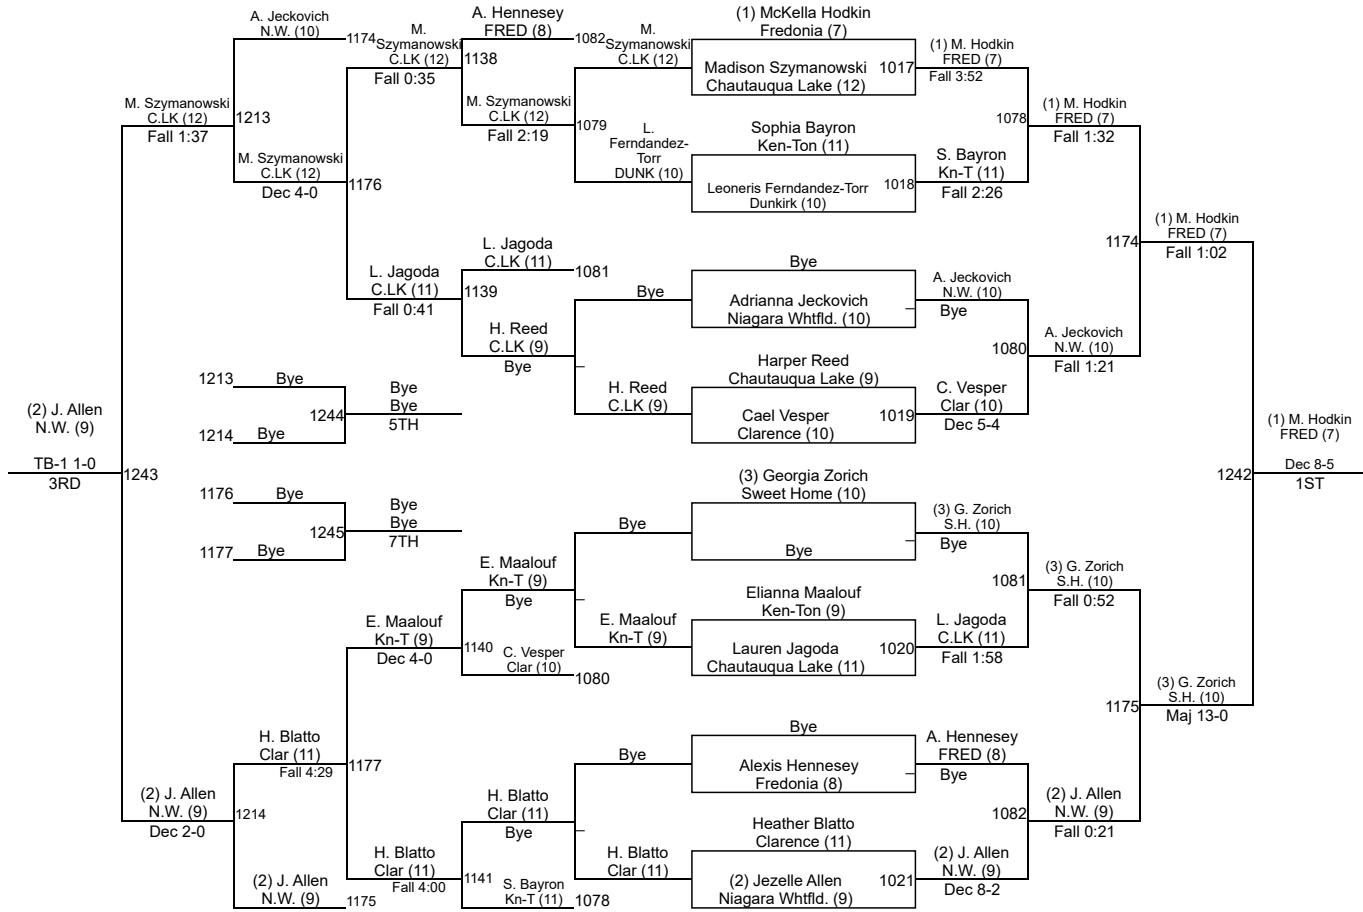 A. Jeckovich
N.W. (10)
1174
M.
Szymanowski
C.LK (12)
Fall 0:35
A. Hennesey
FRED (8)
1138
1082
M.
Szymanowski
C.LK (12)
(1) McKella Hodkin
Fredonia (7)
Madison Szymanowski
Chautauqua Lake (12)
1017
(1) M. Hodkin
FRED (7)
Fall 3:52
M. Szymanowski
C.LK (12)
Fall 1:37
1213
M. Szymanowski
C.LK (12)
Fall 2:19
1079
1078
(1) M. Hodkin
FRED (7)
Fall 1:32
M. Szymanowski
C.LK (12)
Dec 4-0
1176
L.
Ferndandez-
Torr
DUNK (10)
Sophia Bayron
Ken-Ton (11)
Leoneris Ferndandez-Torr
Dunkirk (10)
1018
S. Bayron
Kn-T (11)
Fall 2:26
1174
(1) M. Hodkin
FRED (7)
Fall 1:02
L. Jagoda
C.LK (11)
Fall 0:41
L. Jagoda
C.LK (11)
1139
1081
Bye
Bye
Adrianna Jeckovich
Niagara Whtfld. (10)
A. Jeckovich
N.W. (10)
Bye
H. Reed
C.LK (9)
Bye
1080
A. Jeckovich
N.W. (10)
Fall 1:21
H. Reed
C.LK (9)
Harper Reed
Chautauqua Lake (9)
Cael Vesper
Clarence (10)
1019
C. Vesper
Clar (10)
Dec 5-4
1213
Bye
1244
Bye
Bye
5TH
1214
Bye
(2) J. Allen
N.W. (9)
TB-1 1-0
3RD
1243
1242
(1) M. Hodkin
FRED (7)
Dec 8-5
1ST
1176
Bye
1245
Bye
Bye
7TH
1177
Bye
(3) Georgia Zorich
Sweet Home (10)
Bye
Bye
(3) G. Zorich
S.H. (10)
Bye
E. Maalouf
Kn-T (9)
Bye
1081
(3) G. Zorich
S.H. (10)
Fall 0:52
E. Maalouf
Kn-T (9)
Dec 4-0
1140
C. Vesper
Clar (10)
1080
E. Maalouf
Kn-T (9)
Elianna Maalouf
Ken-Ton (9)
Lauren Jagoda
Chautauqua Lake (11)
1020
L. Jagoda
C.LK (11)
Fall 1:58
1175
(3) G. Zorich
S.H. (10)
Maj 13-0
H. Blatto
Clar (11)
Fall 4:29
1177
Bye
Bye
Alexis Hennesey
Fredonia (8)
A. Hennesey
FRED (8)
Bye
(2) J. Allen
N.W. (9)
Dec 2-0
1214
H. Blatto
Clar (11)
Bye
1082
(2) J. Allen
N.W. (9)
Fall 0:21
H. Blatto
Clar (11)
Fall 4:00
1141
S. Bayron
Kn-T (11)
1078
H. Blatto
Clar (11)
Heather Blatto
Clarence (11)
(2) Jezelle Allen
Niagara Whtfld. (9)
1021
(2) J. Allen
N.W. (9)
Dec 8-2
(2) J. Allen
N.W. (9)
1175